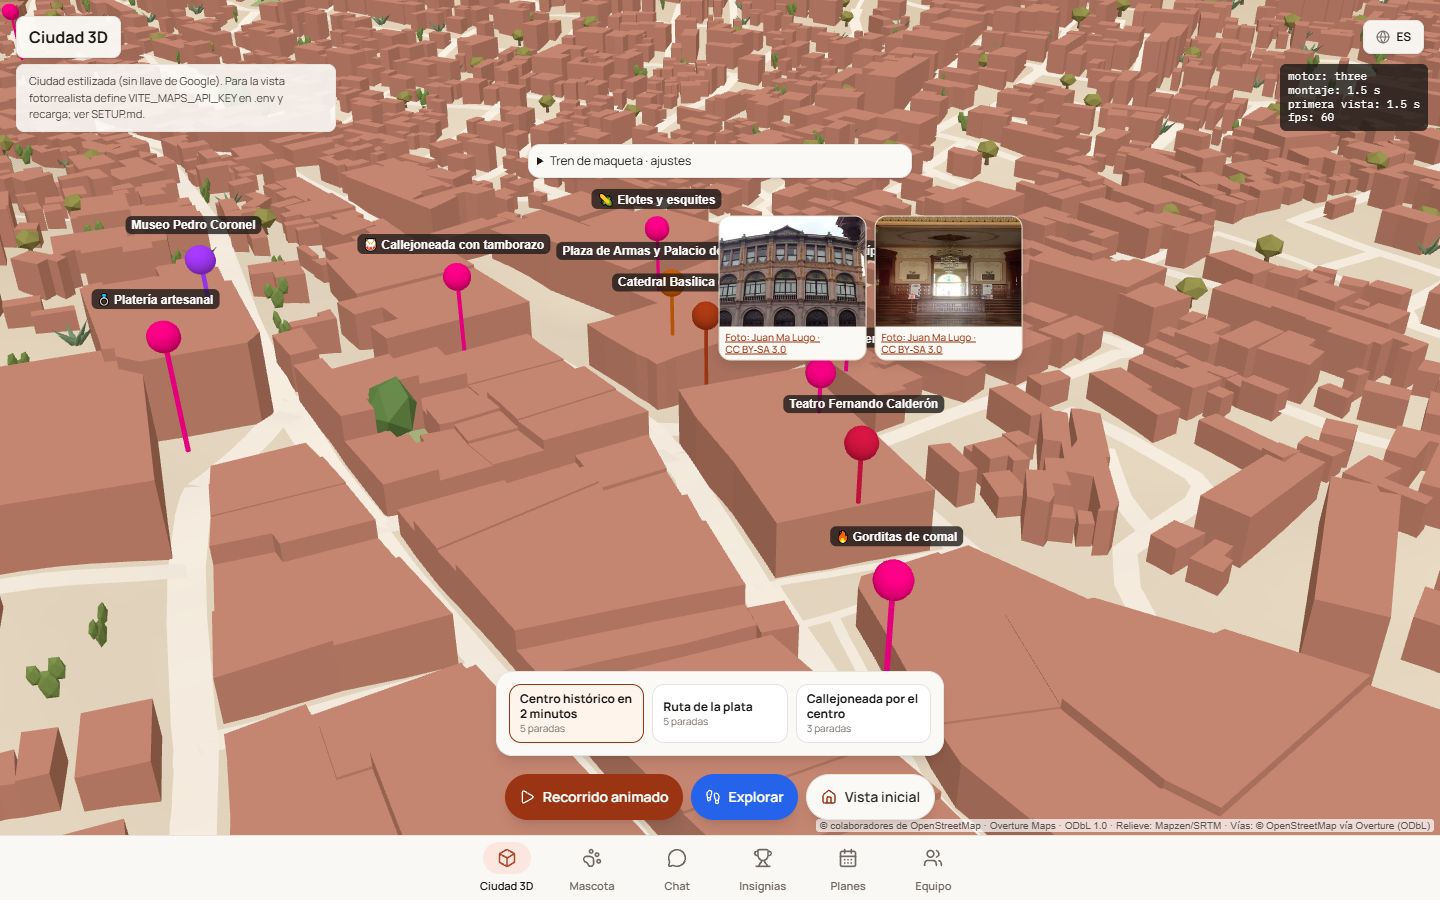 Ciudad 3D
ES
Ciudad estilizada (sin llave de Google). Para la vista
fotorrealista define VITE_MAPS_API_KEY en .env y
recarga; ver SETUP.md.
motor: three
montaje: 1.5 s
primera vista: 1.5 s
fps: 60
Tren de maqueta · ajustes
Elotes y esquites
Museo Pedro Coronel
Callejoneada con tamborazo
Plaza de Armas y Palacio
Catedral Basílica
Platería artesanal
Foto: Juan Ma Lugo ·
CC BY-SA 3.0
Foto: Juan Ma Lugo ·
CC BY-SA 3.0
Teatro Fernando Calderón
Gorditas de comal
Centro histórico en
2 minutos
5 paradas
Ruta de la plata
5 paradas
Callejoneada por el
centro
3 paradas
Recorrido animado
Explorar
Vista inicial
© colaboradores de OpenStreetMap · Overture Maps · ODbL 1.0 · Relieve: Mapzen/SRTM · Vías: © OpenStreetMap vía Overture (ODbL)
Ciudad 3D
Mascota
Chat
Insignias
Planes
Equipo